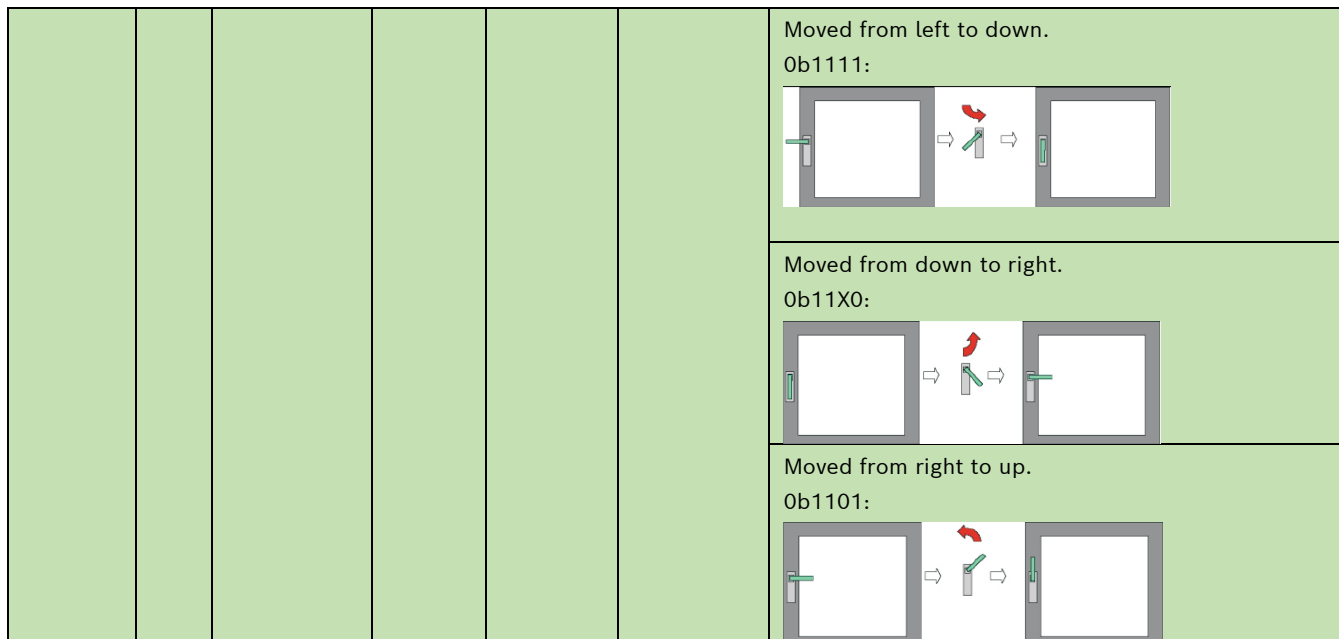 Moved from left to down.
0b1111:
Moved from down to right.
0b11X0:
Moved from right to up.
0b1101: